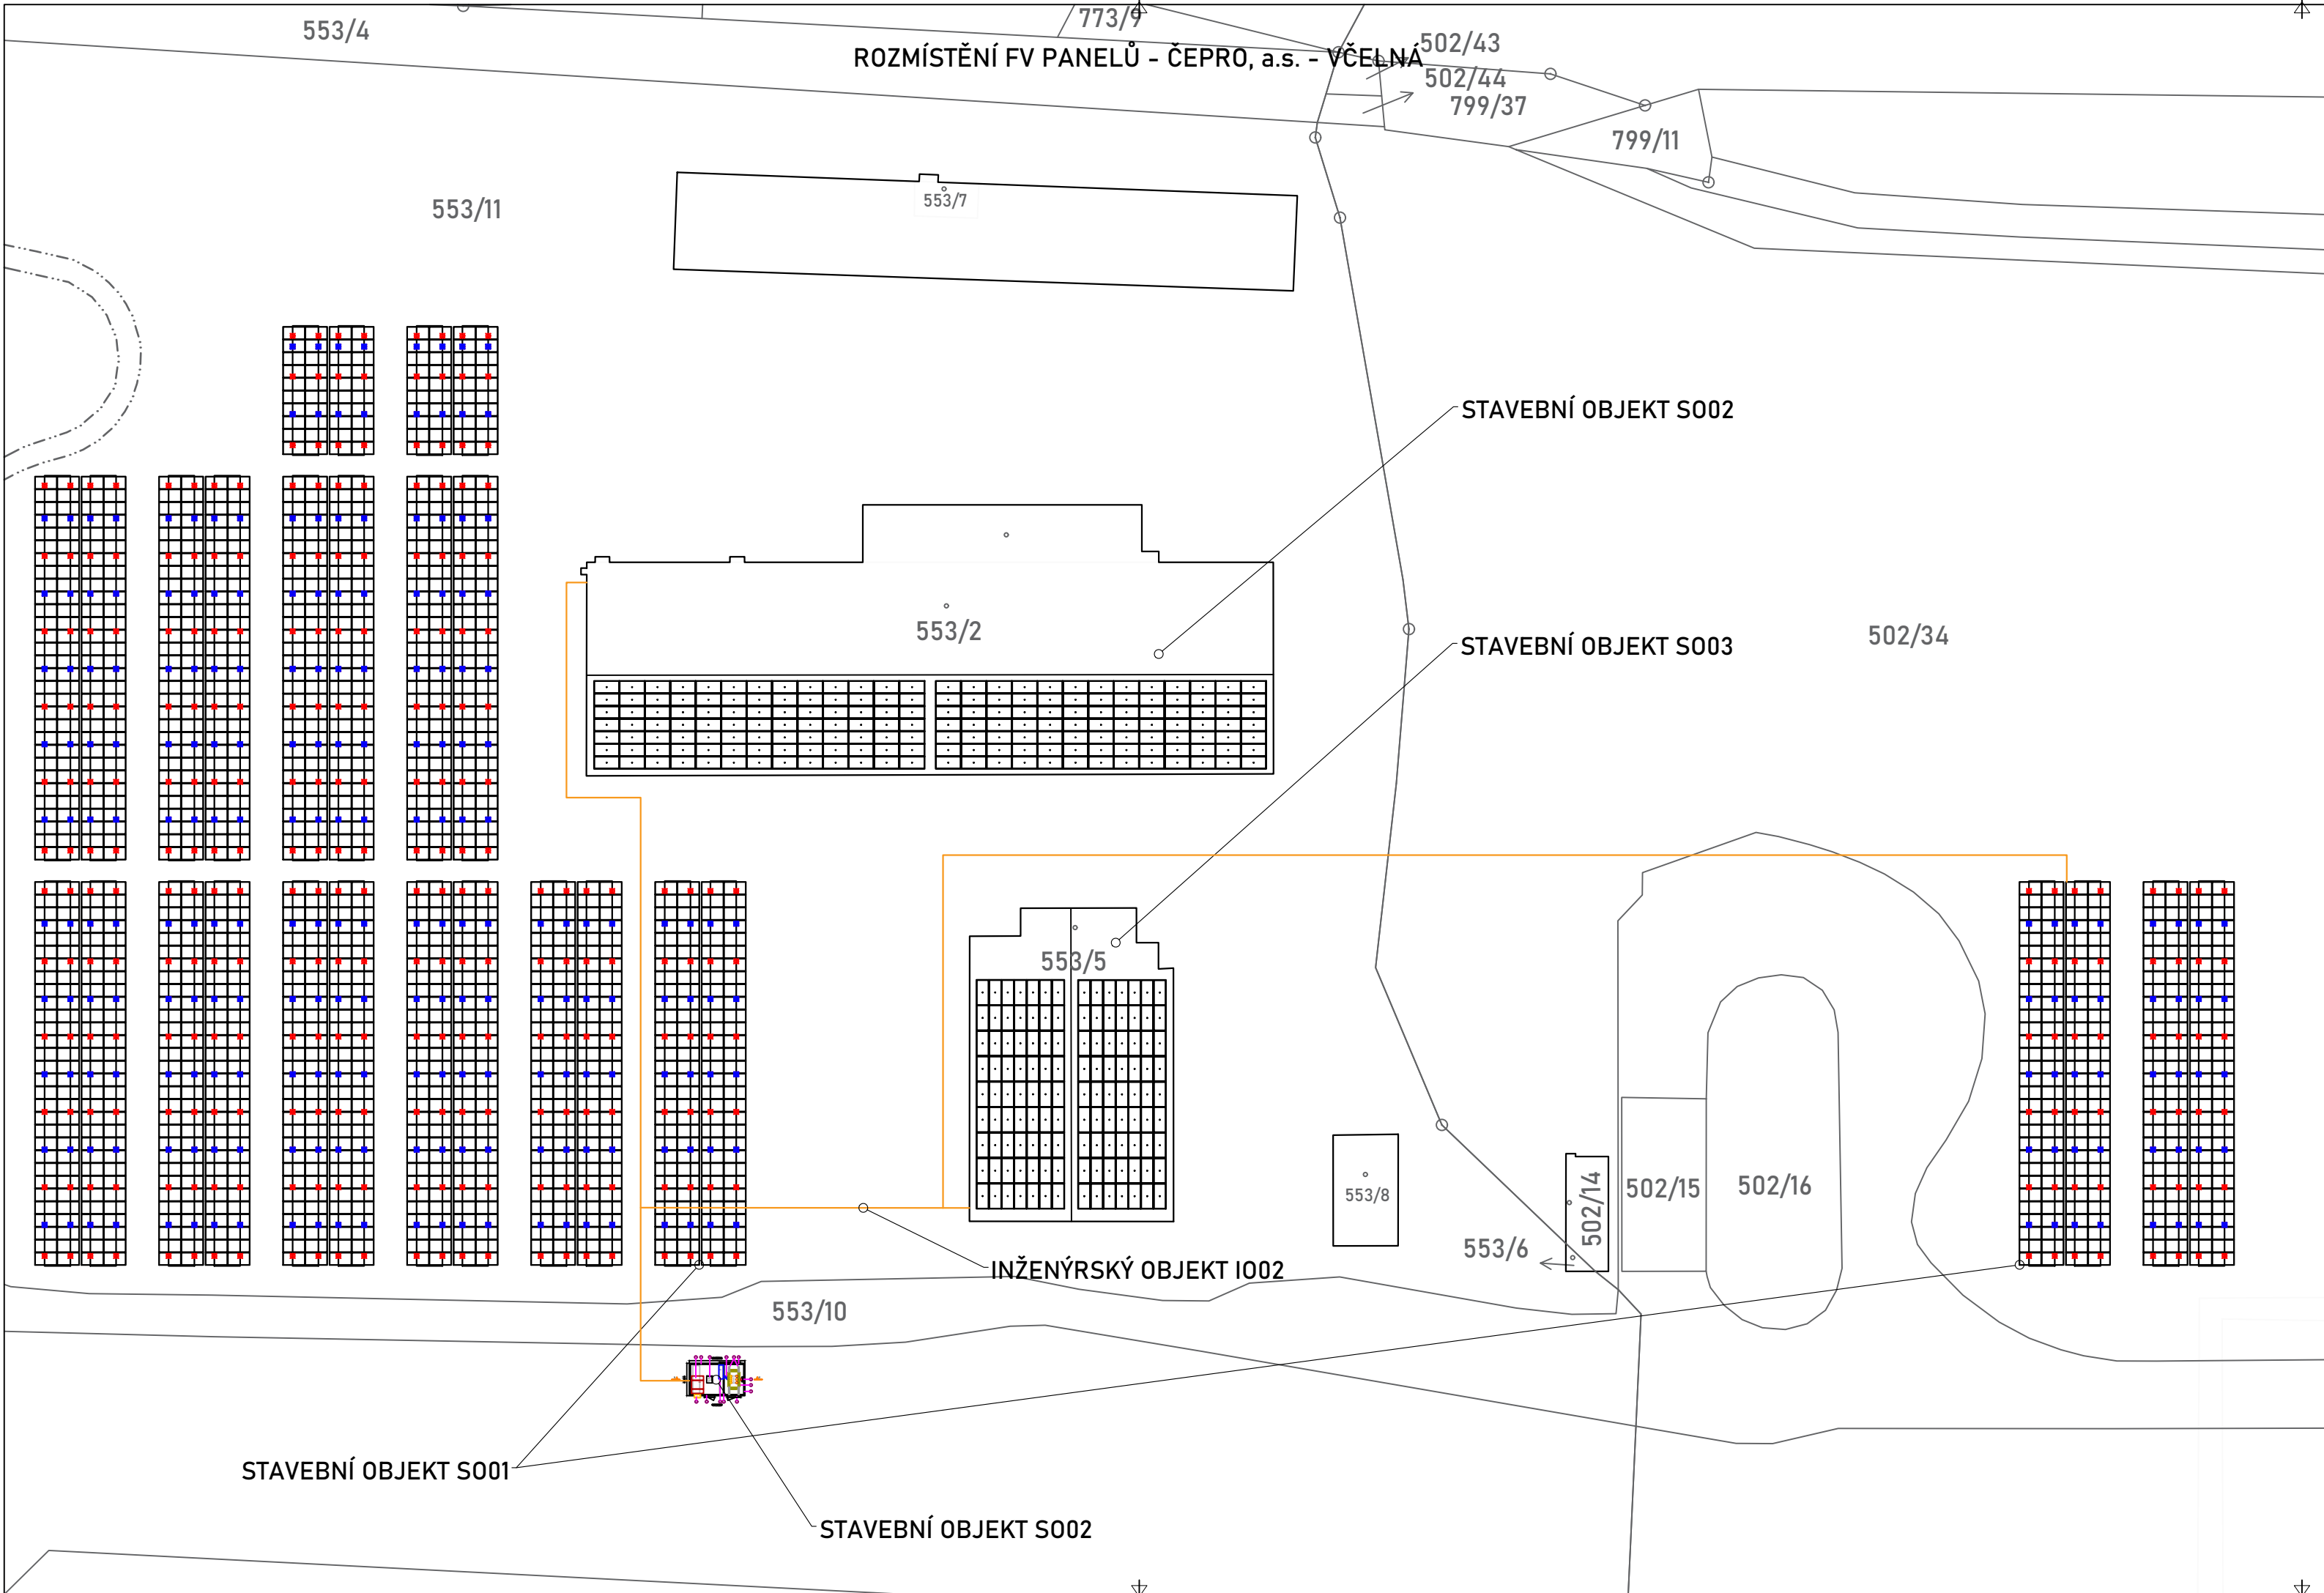 773/9
553/4
502/43
ROZMÍSTĚNÍ FV PANELŮ - ČEPRO, a.s. - VČELNÁ
502/44
799/37
799/11
553/7
553/11
STAVEBNÍ OBJEKT SO02
553/2
502/34
STAVEBNÍ OBJEKT SO03
553/5
502/15
502/16
553/8
502/14
553/6
INŽENÝRSKÝ OBJEKT IO02
553/10
STAVEBNÍ OBJEKT SO01
STAVEBNÍ OBJEKT SO02